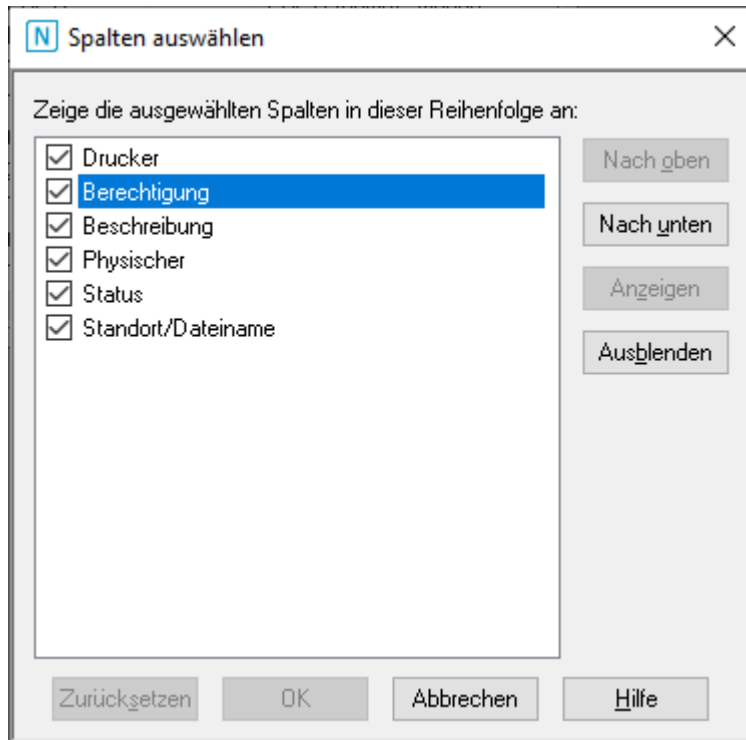 N Spalten auswählen
Zeige die ausgewählten Spalten in dieser Reihenfolge an:
Drucker
Berechtigung
Beschreibung
Physischer
Status
Standort/Dateiname
Nach oben
Nach unten
Anzeigen
Ausblenden
Zurücksetzen
OK
Abbrechen
Hilfe